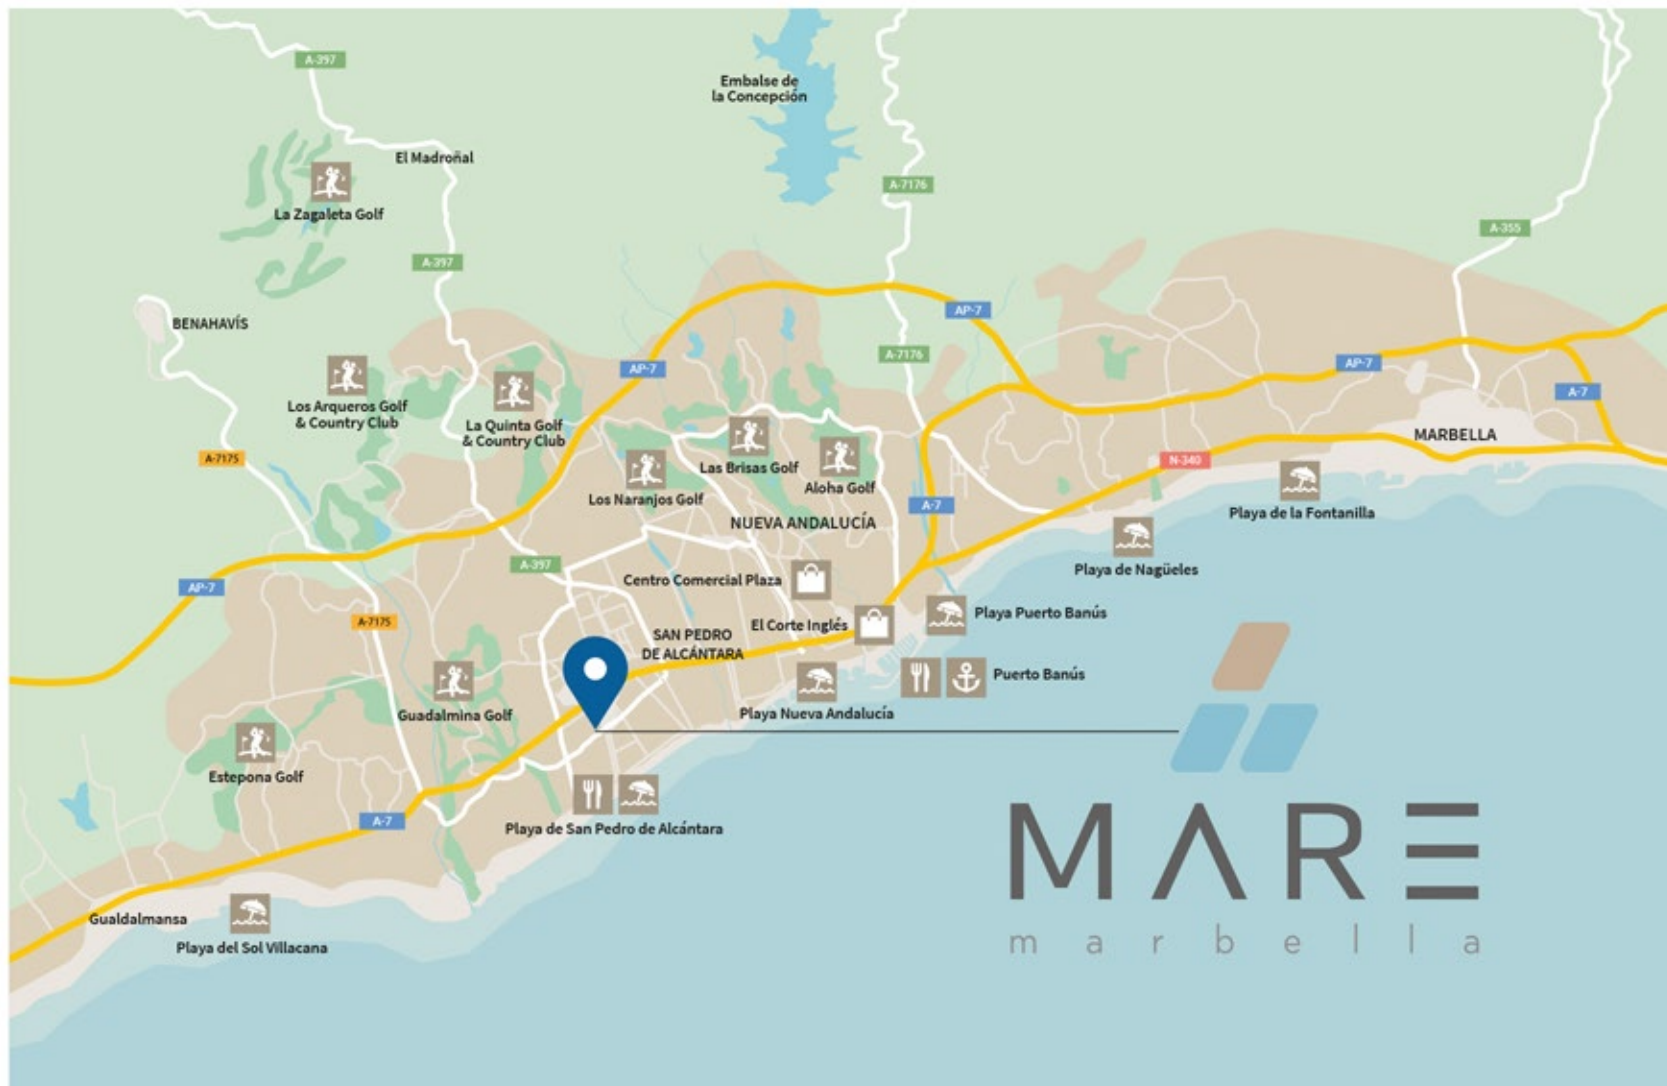 A-397
Embalse de
la Concepción
El Madroñal
A-7176
La Zagaleta Golf
A-355
A-397
AP-7
BENAHAVÍS
A-7176
AP-7
AP-7
A-7
Los Arqueros Golf
& Country Club
La Quinta Golf
& Country Club
MARBELLA
A-7175
Las Brisas Golf
N-340
Aloha Golf
Los Naranjos Golf
A-7
Playa de la Fontanilla
NUEVA ANDALUCÍA
A-397
Playa de Nagüeles
Centro Comercial Plaza
AP-7
Playa Puerto Banús
A-7175
El Corte Inglés
SAN PEDRO
DE ALCÁNTARA
Puerto Banús
Guadalmina Golf
Playa Nueva Andalucía
Estepona Golf
A-7
Playa de San Pedro de Alcántara
MARE
marbella
Gualdalmansa
Playa del Sol Villacana